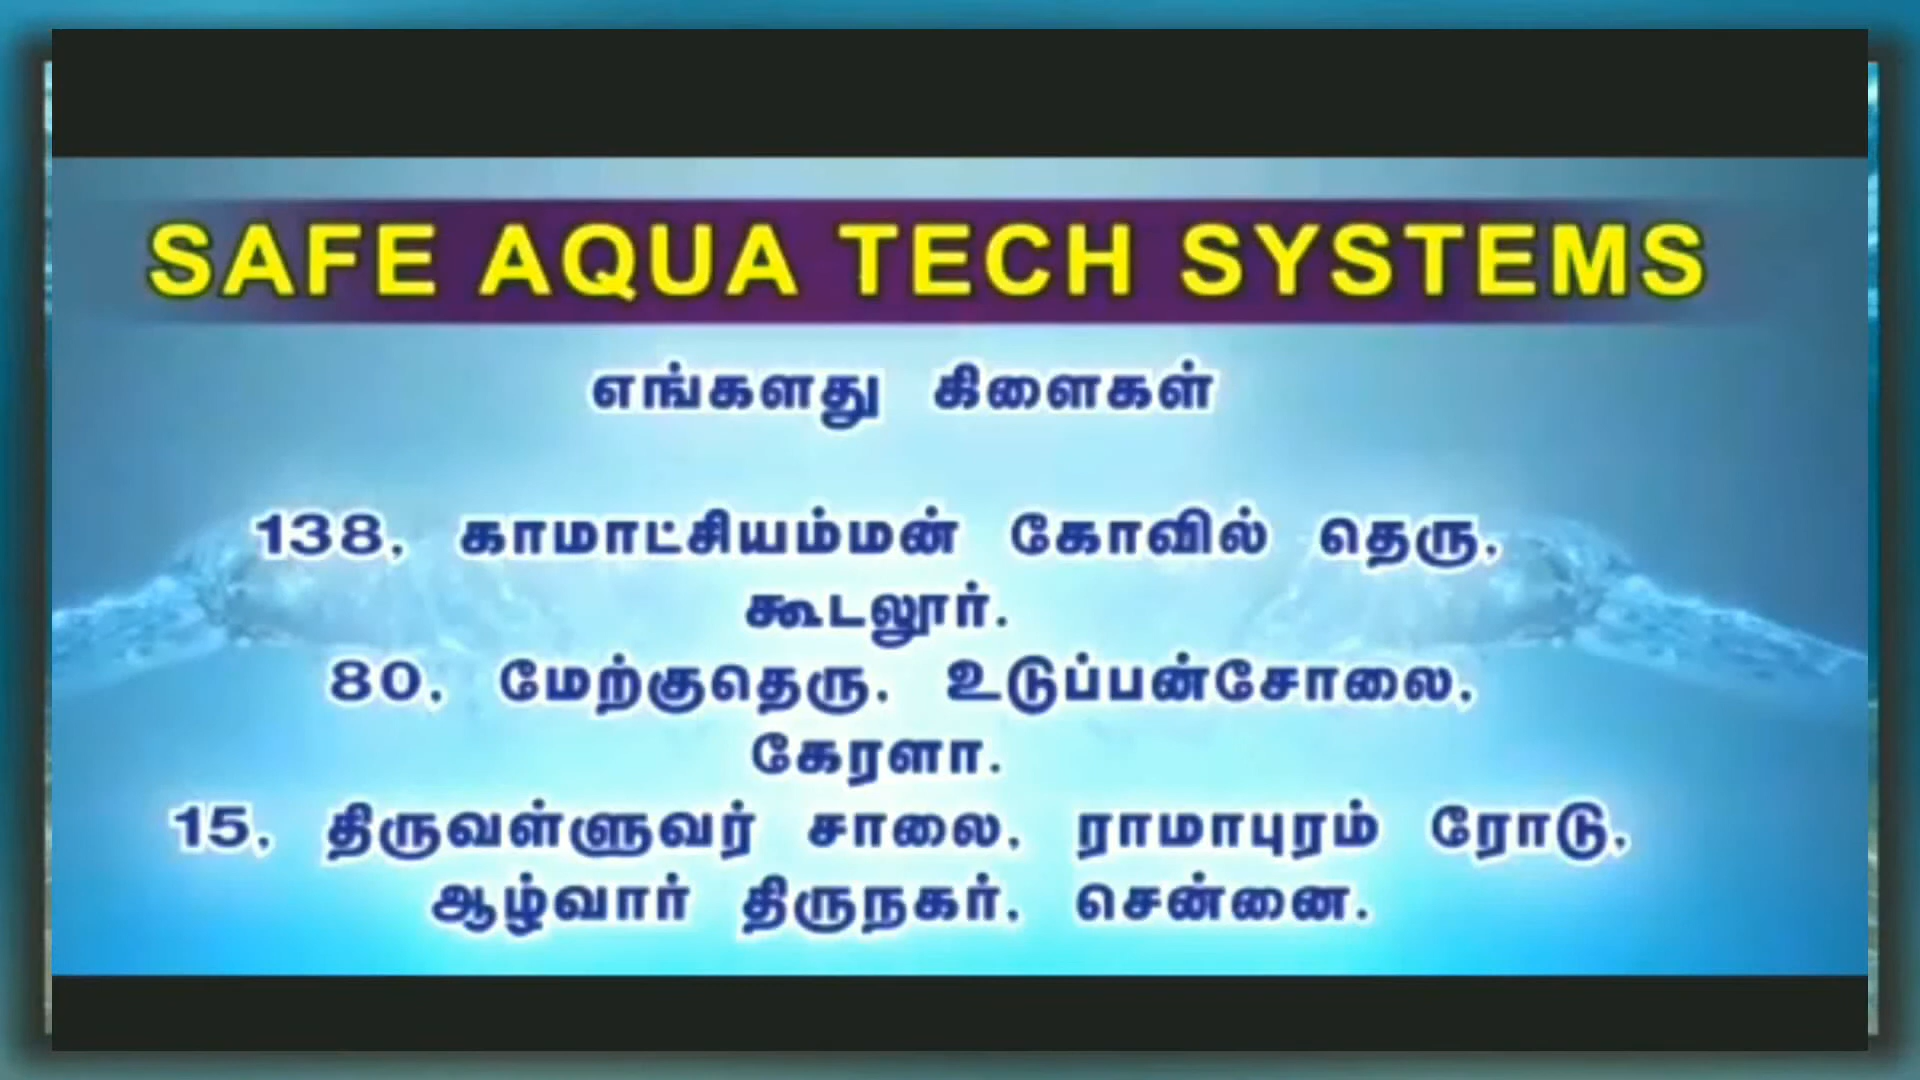 SAFE AQUA TECH SYSTEMS
எங்களது கிளைகள்
138, காமாட்சியம்மன் கோவில் தெரு,
கூடலூர்.
80, மேற்குதெரு, உடுப்பன்சோலை,
கேரளா.
15, திருவள்ளுவர் சாலை, ராமாபுரம் ரோடு,
ஆழ்வார் திருநகர், சென்னை.